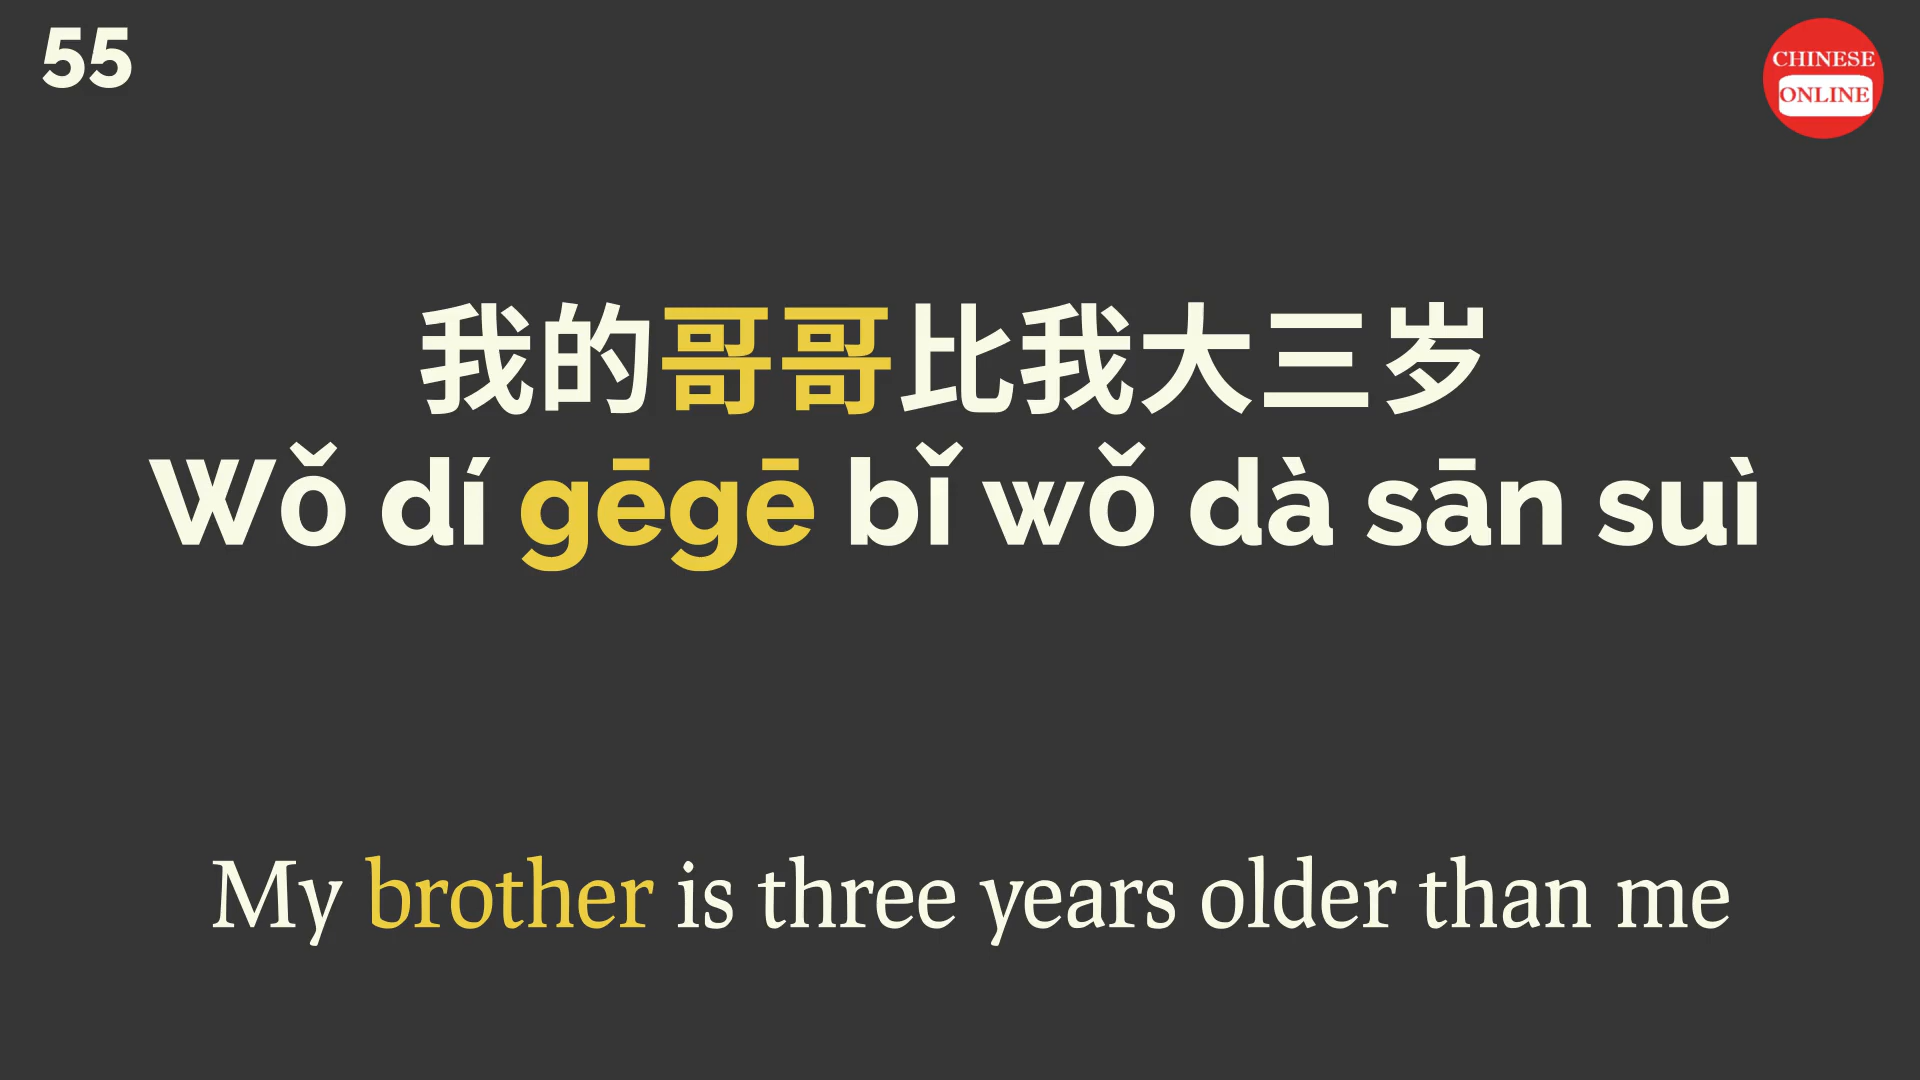 55
CHINESE
ONLINE
我的哥哥比我大三岁
Wǒ dí gēgē bǐ wǒ dà sān suì
My brother is three years older than me